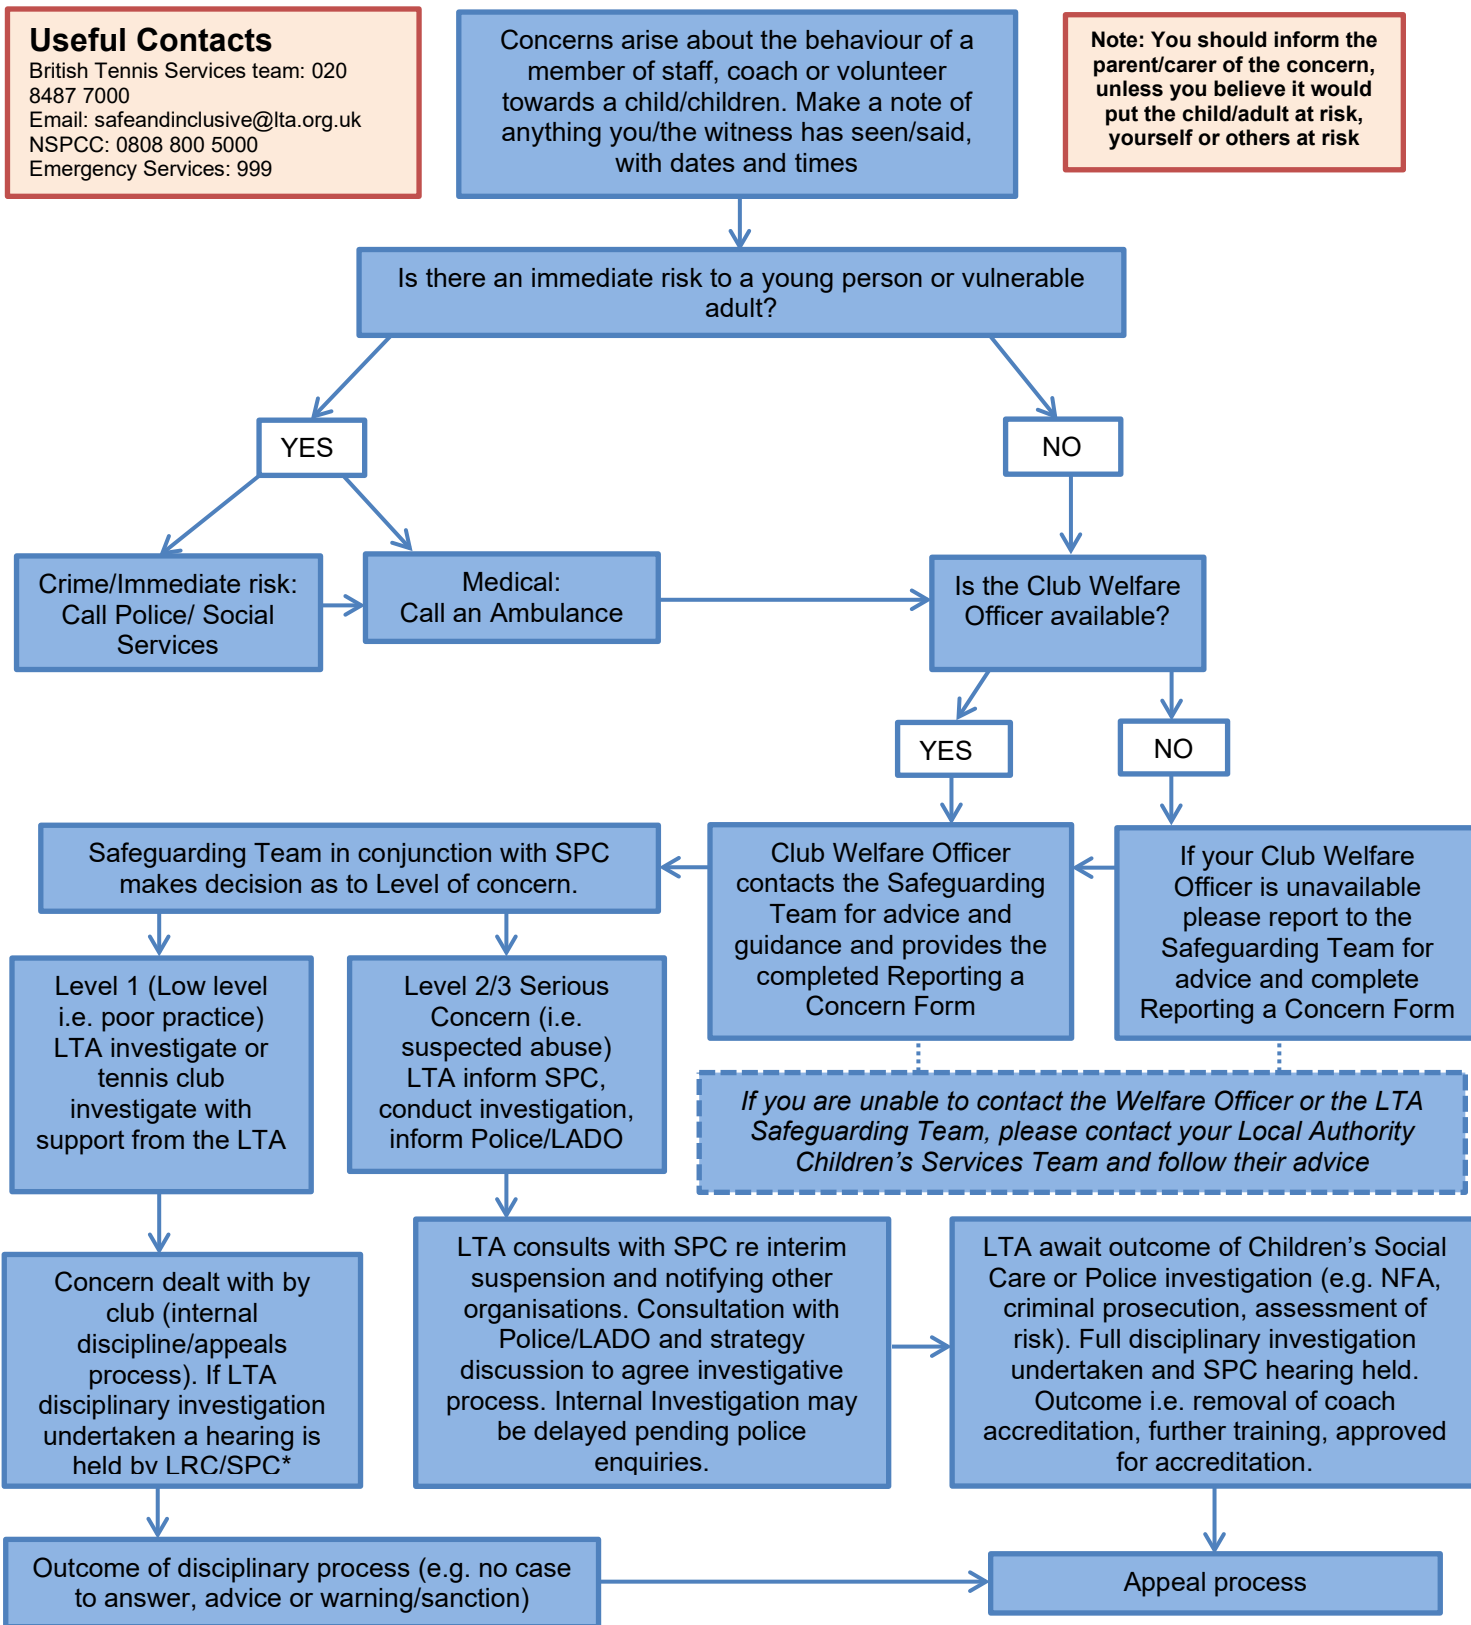 Useful Contacts
British Tennis Services team: 020
8487 7000
Email: safeandinclusive@lta.org.uk
NSPCC: 0808 800 5000
Emergency Services: 999
Concerns arise about the behaviour of a
member of staff, coach or volunteer
towards a child/children. Make a note of
anything you/the witness has seen/said,
with dates and times
Note: You should inform the
parent/carer of the concern,
unless you believe it would
put the child/adult at risk,
yourself or others at risk
Is there an immediate risk to a young person or vulnerable
adult?
YES
NO
Crime/Immediate risk:
Call Police/ Social
Services
Medical:
Call an Ambulance
Is the Club Welfare
Officer available?
YES
NO
Safeguarding Team in conjunction with SPC
makes decision as to Level of concern.
Club Welfare Officer
contacts the Safeguarding
Team for advice and
guidance and provides the
completed Reporting a
Concern Form
If your Club Welfare
Officer is unavailable
please report to the
Safeguarding Team for
advice and complete
Reporting a Concern Form
Level 1 (Low level
i.e. poor practice)
LTA investigate or
tennis club
investigate with
support from the LTA
Level 2/3 Serious
Concern (i.e.
suspected abuse)
LTA inform SPC,
conduct investigation,
inform Police/LADO
If you are unable to contact the Welfare Officer or the LTA
Safeguarding Team, please contact your Local Authority
Children’s Services Team and follow their advice
Concern dealt with by
club (internal
discipline/appeals
process). If LTA
disciplinary investigation
undertaken a hearing is
held by LRC/SPC*
LTA consults with SPC re interim
suspension and notifying other
organisations. Consultation with
Police/LADO and strategy
discussion to agree investigative
process. Internal Investigation may
be delayed pending police
enquiries.
LTA await outcome of Children’s Social
Care or Police investigation (e.g. NFA,
criminal prosecution, assessment of
risk). Full disciplinary investigation
undertaken and SPC hearing held.
Outcome i.e. removal of coach
accreditation, further training, approved
for accreditation.
Outcome of disciplinary process (e.g. no case
to answer, advice or warning/sanction)
Appeal process